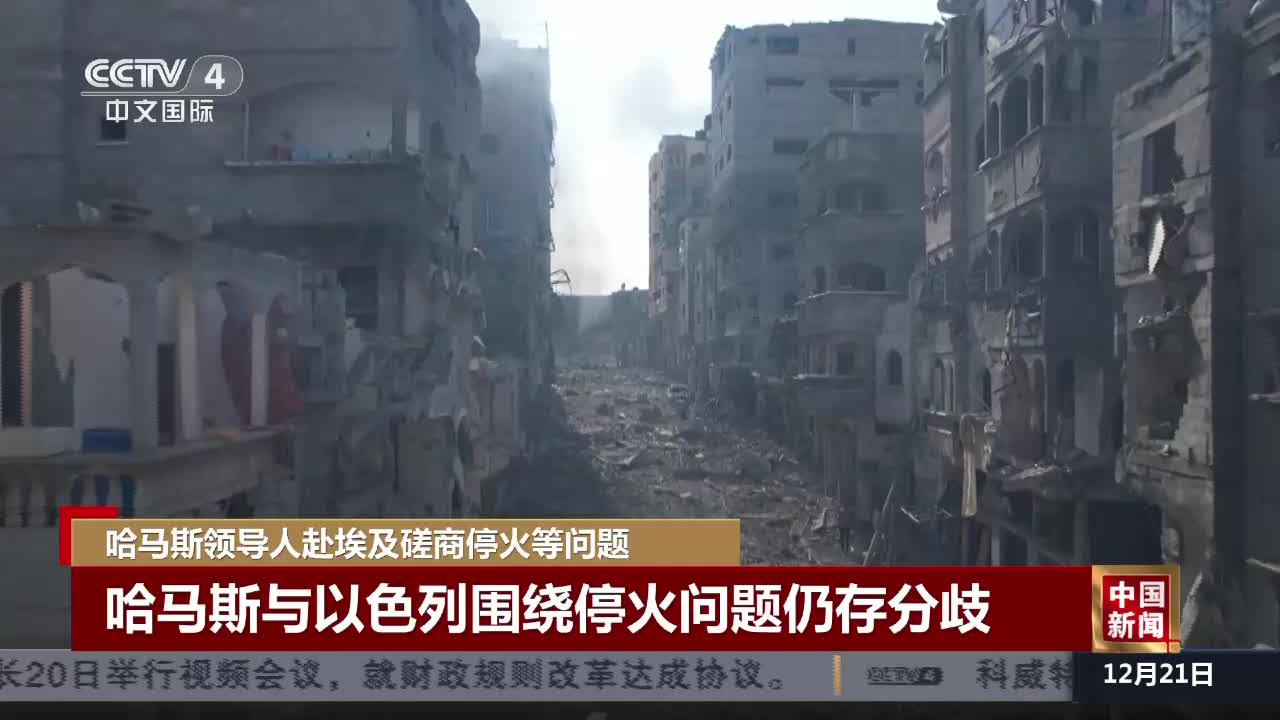 CCTV 4
中文国际
哈马斯领导人赴埃及磋商停火等问题
哈马斯与以色列围绕停火问题仍存分歧
中国
新闻
长20日举行视频会议，就财政规则改革达成协议。 CCTV 4 科威特
12月21日